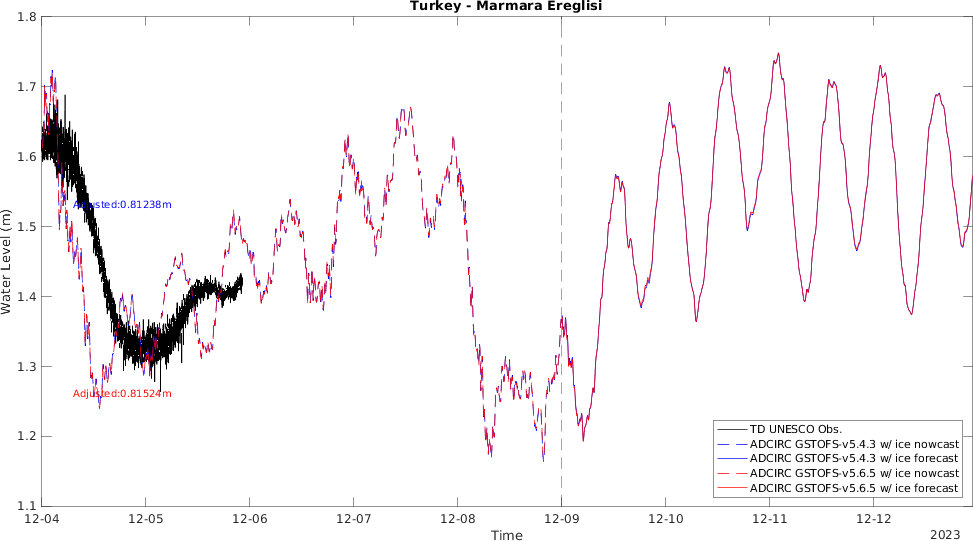 Turkey - Marmara Ereglisi
1.8
1.7
1.6
1.5
1.4
1.3
1.2
1.1
Water Level (m)
Adjusted:0.81238m
Adjusted:0.81524m
TD UNESCO Obs.
ADCIRC GSTOFS-v5.4.3 w/ ice nowcast
ADCIRC GSTOFS-v5.4.3 w/ ice forecast
ADCIRC GSTOFS-v5.6.5 w/ ice nowcast
ADCIRC GSTOFS-v5.6.5 w/ ice forecast
12-04 12-05 12-06 12-07 12-08 12-09 12-10 12-11 12-12
Time
2023